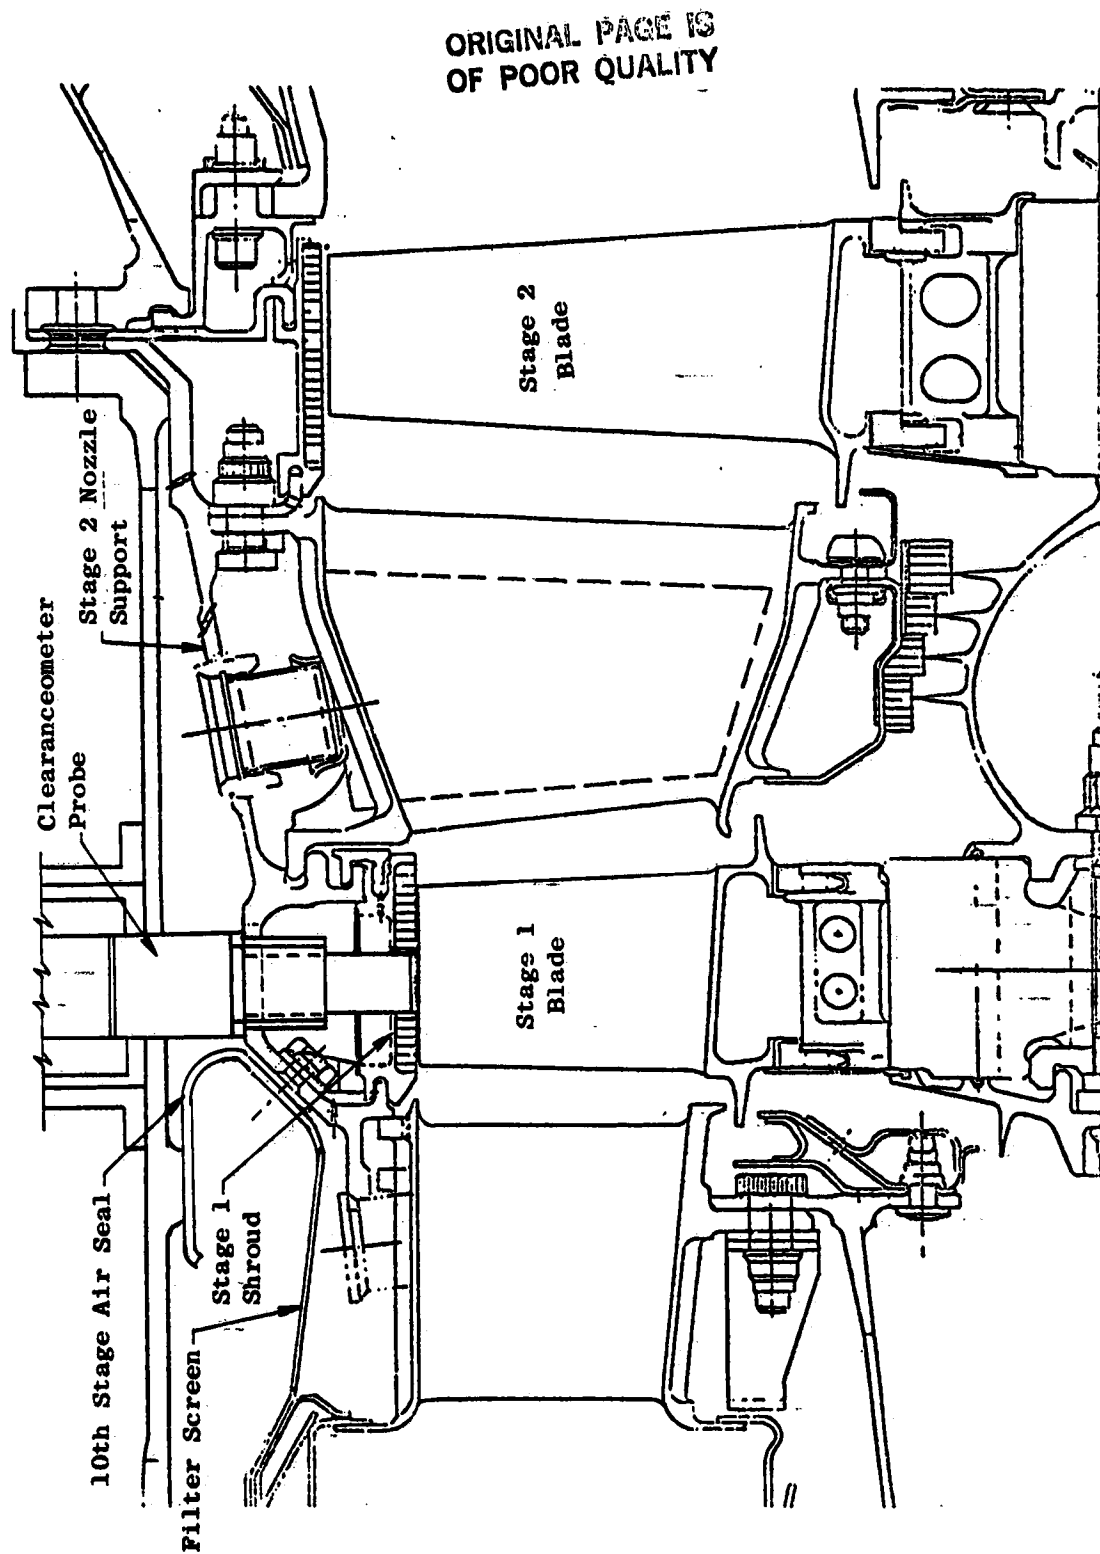 ORIGINAL PAGE IS
OF POOR QUALITY
Clearanceometer
Probe
Stage 2 Nozzle
Support
10th Stage Air Seal
Filter Screen
Stage 1
Shroud
Stage 1
Blade
Stage 2
Blade